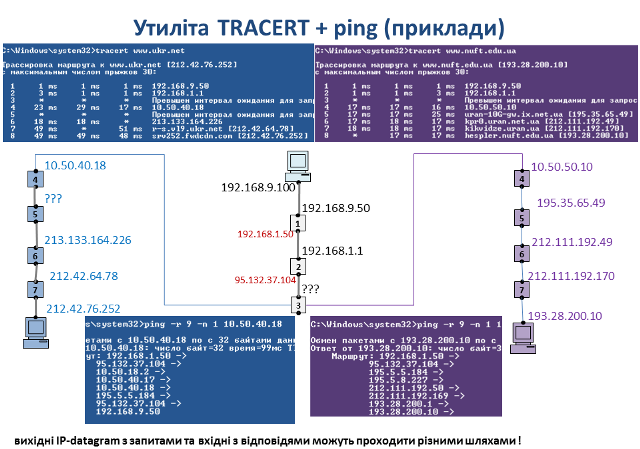 Утиліта TRACERT + ping (приклади)
C:\Windows\system32>tracert www.ukr.net
Трассировка маршрута к www.ukr.net [212.42.76.252]
с максимальным числом прыжков 30:
1 1 ms 1 ms 1 ms 192.168.9.50
2 3 ms 1 ms 1 ms 192.168.1.1
3 * * * Превышен интервал ожидания для запр
4 23 ms 29 ms 17 ms 10.50.40.18
5 * * * Превышен интервал ожидания для запр
6 18 ms 18 ms * 213.133.164.226
7 49 ms * 51 ms r-s.vl9.ukr.net [212.42.64.78]
8 49 ms 49 ms 48 ms srv252.fwdcdn.com [212.42.76.252]
C:\Windows\system32>tracert www.nuft.edu.ua
Трассировка маршрута к www.nuft.edu.ua [193.28.200.10]
с максимальным числом прыжков 30:
1 1 ms 1 ms 1 ms 192.168.9.50
2 1 ms 1 ms 3 ms 192.168.1.1
3 * * * Превышен интервал ожидания для запрос
4 17 ms 17 ms 16 ms 10.50.50.10
5 17 ms 17 ms 25 ms uran-10G-gw.ix.net.ua [195.35.65.49]
6 17 ms 18 ms 17 ms kpr0.uran.net.ua [212.111.192.49]
7 18 ms 18 ms 17 ms kikwidze.uran.ua [212.111.192.170]
8 * 17 ms 18 ms hespler.nuft.edu.ua [193.28.200.10]
10.50.40.18
4
???
5
213.133.164.226
6
212.42.64.78
7
212.42.76.252
192.168.9.100
192.168.9.50
1
192.168.1.50
192.168.1.1
2
95.132.37.104
???
3
10.50.50.10
4
195.35.65.49
5
212.111.192.49
6
212.111.192.170
7
193.28.200.10
s\system32>ping -r 9 -n 1 10.50.40.18
етами с 10.50.40.18 по с 32 байтами данн
10.50.40.18: число байт=32 время=99мс T
ут: 192.168.1.50 ->
95.132.37.104 ->
10.50.18.2 ->
10.50.40.17 ->
10.50.40.18 ->
195.5.5.184 ->
95.132.37.104 ->
192.168.9.50
C:\Windows\system32>ping -r 9 -n 1 1
Обмен пакетами с 193.28.200.10 по с
Ответ от 193.28.200.10: число байт=3
Маршрут: 192.168.1.50 ->
95.132.37.104 ->
195.5.5.184 ->
195.5.8.227 ->
212.111.192.50 ->
212.111.192.169 ->
193.28.200.1 ->
193.28.200.10 ->
вихідні IP-datagram з запитами та вхідні з відповідями можуть проходити різними шляхами !